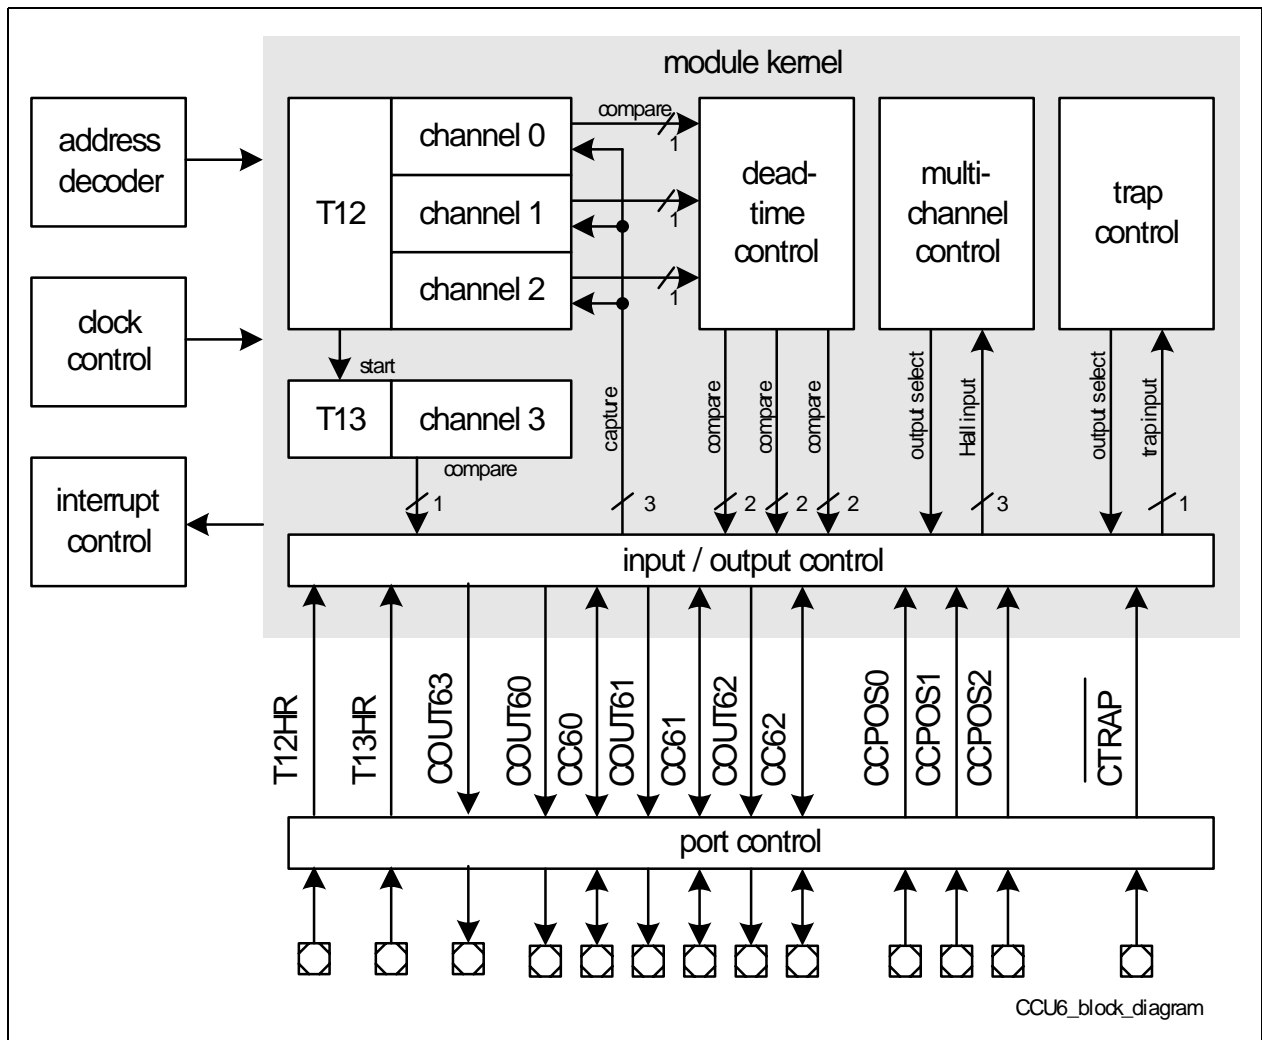 module kernel
address
decoder
clock
control
interrupt
control
T12
channel 0
channel 1
channel 2
compare
1
1
1
dead-
time
control
multi-
channel
control
trap
control
start
T13
channel 3
compare
1
capture
3
compare
2
compare
2
compare
2
output select
Hall input
3
output select
trap input
1
input / output control
T12HR
T13HR
COUT63
COUT60
CC60
COUT61
CC61
COUT62
CC62
CCPOS0
CCPOS1
CCPOS2
CTRAP
port control
CCU6_block_diagram